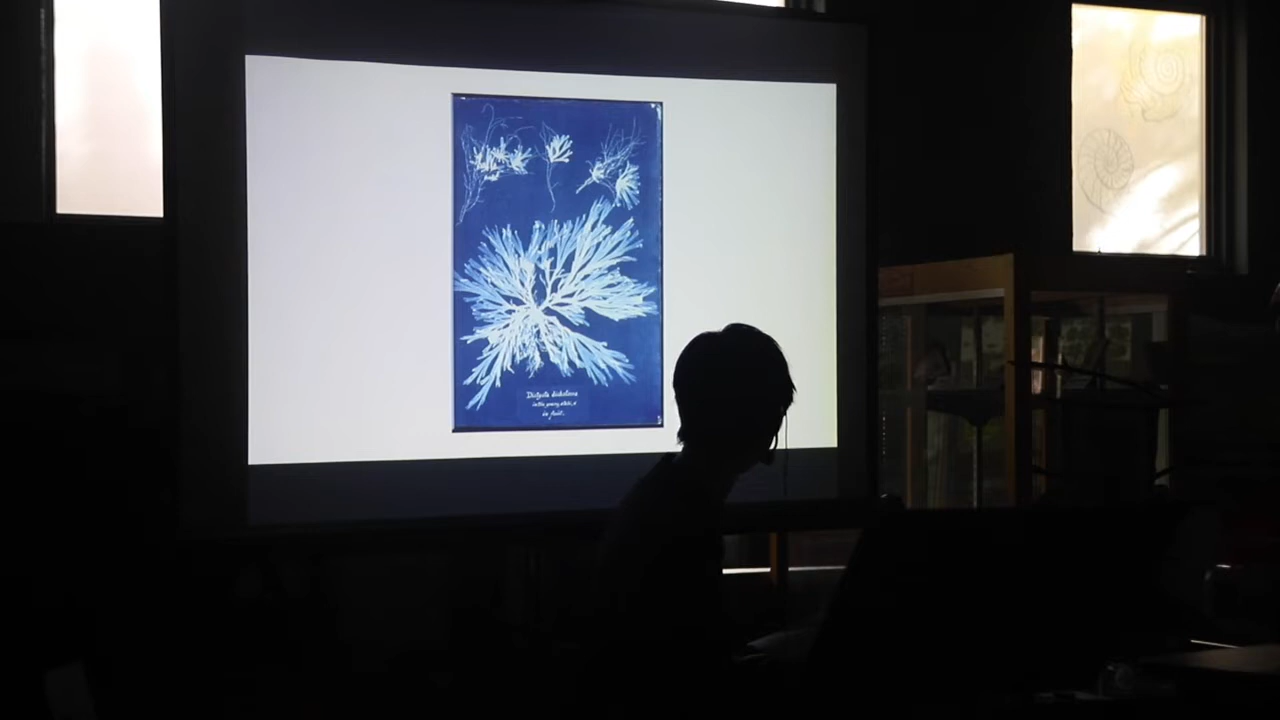 Dictyota dichotoma
in the young state, &
in fruit.